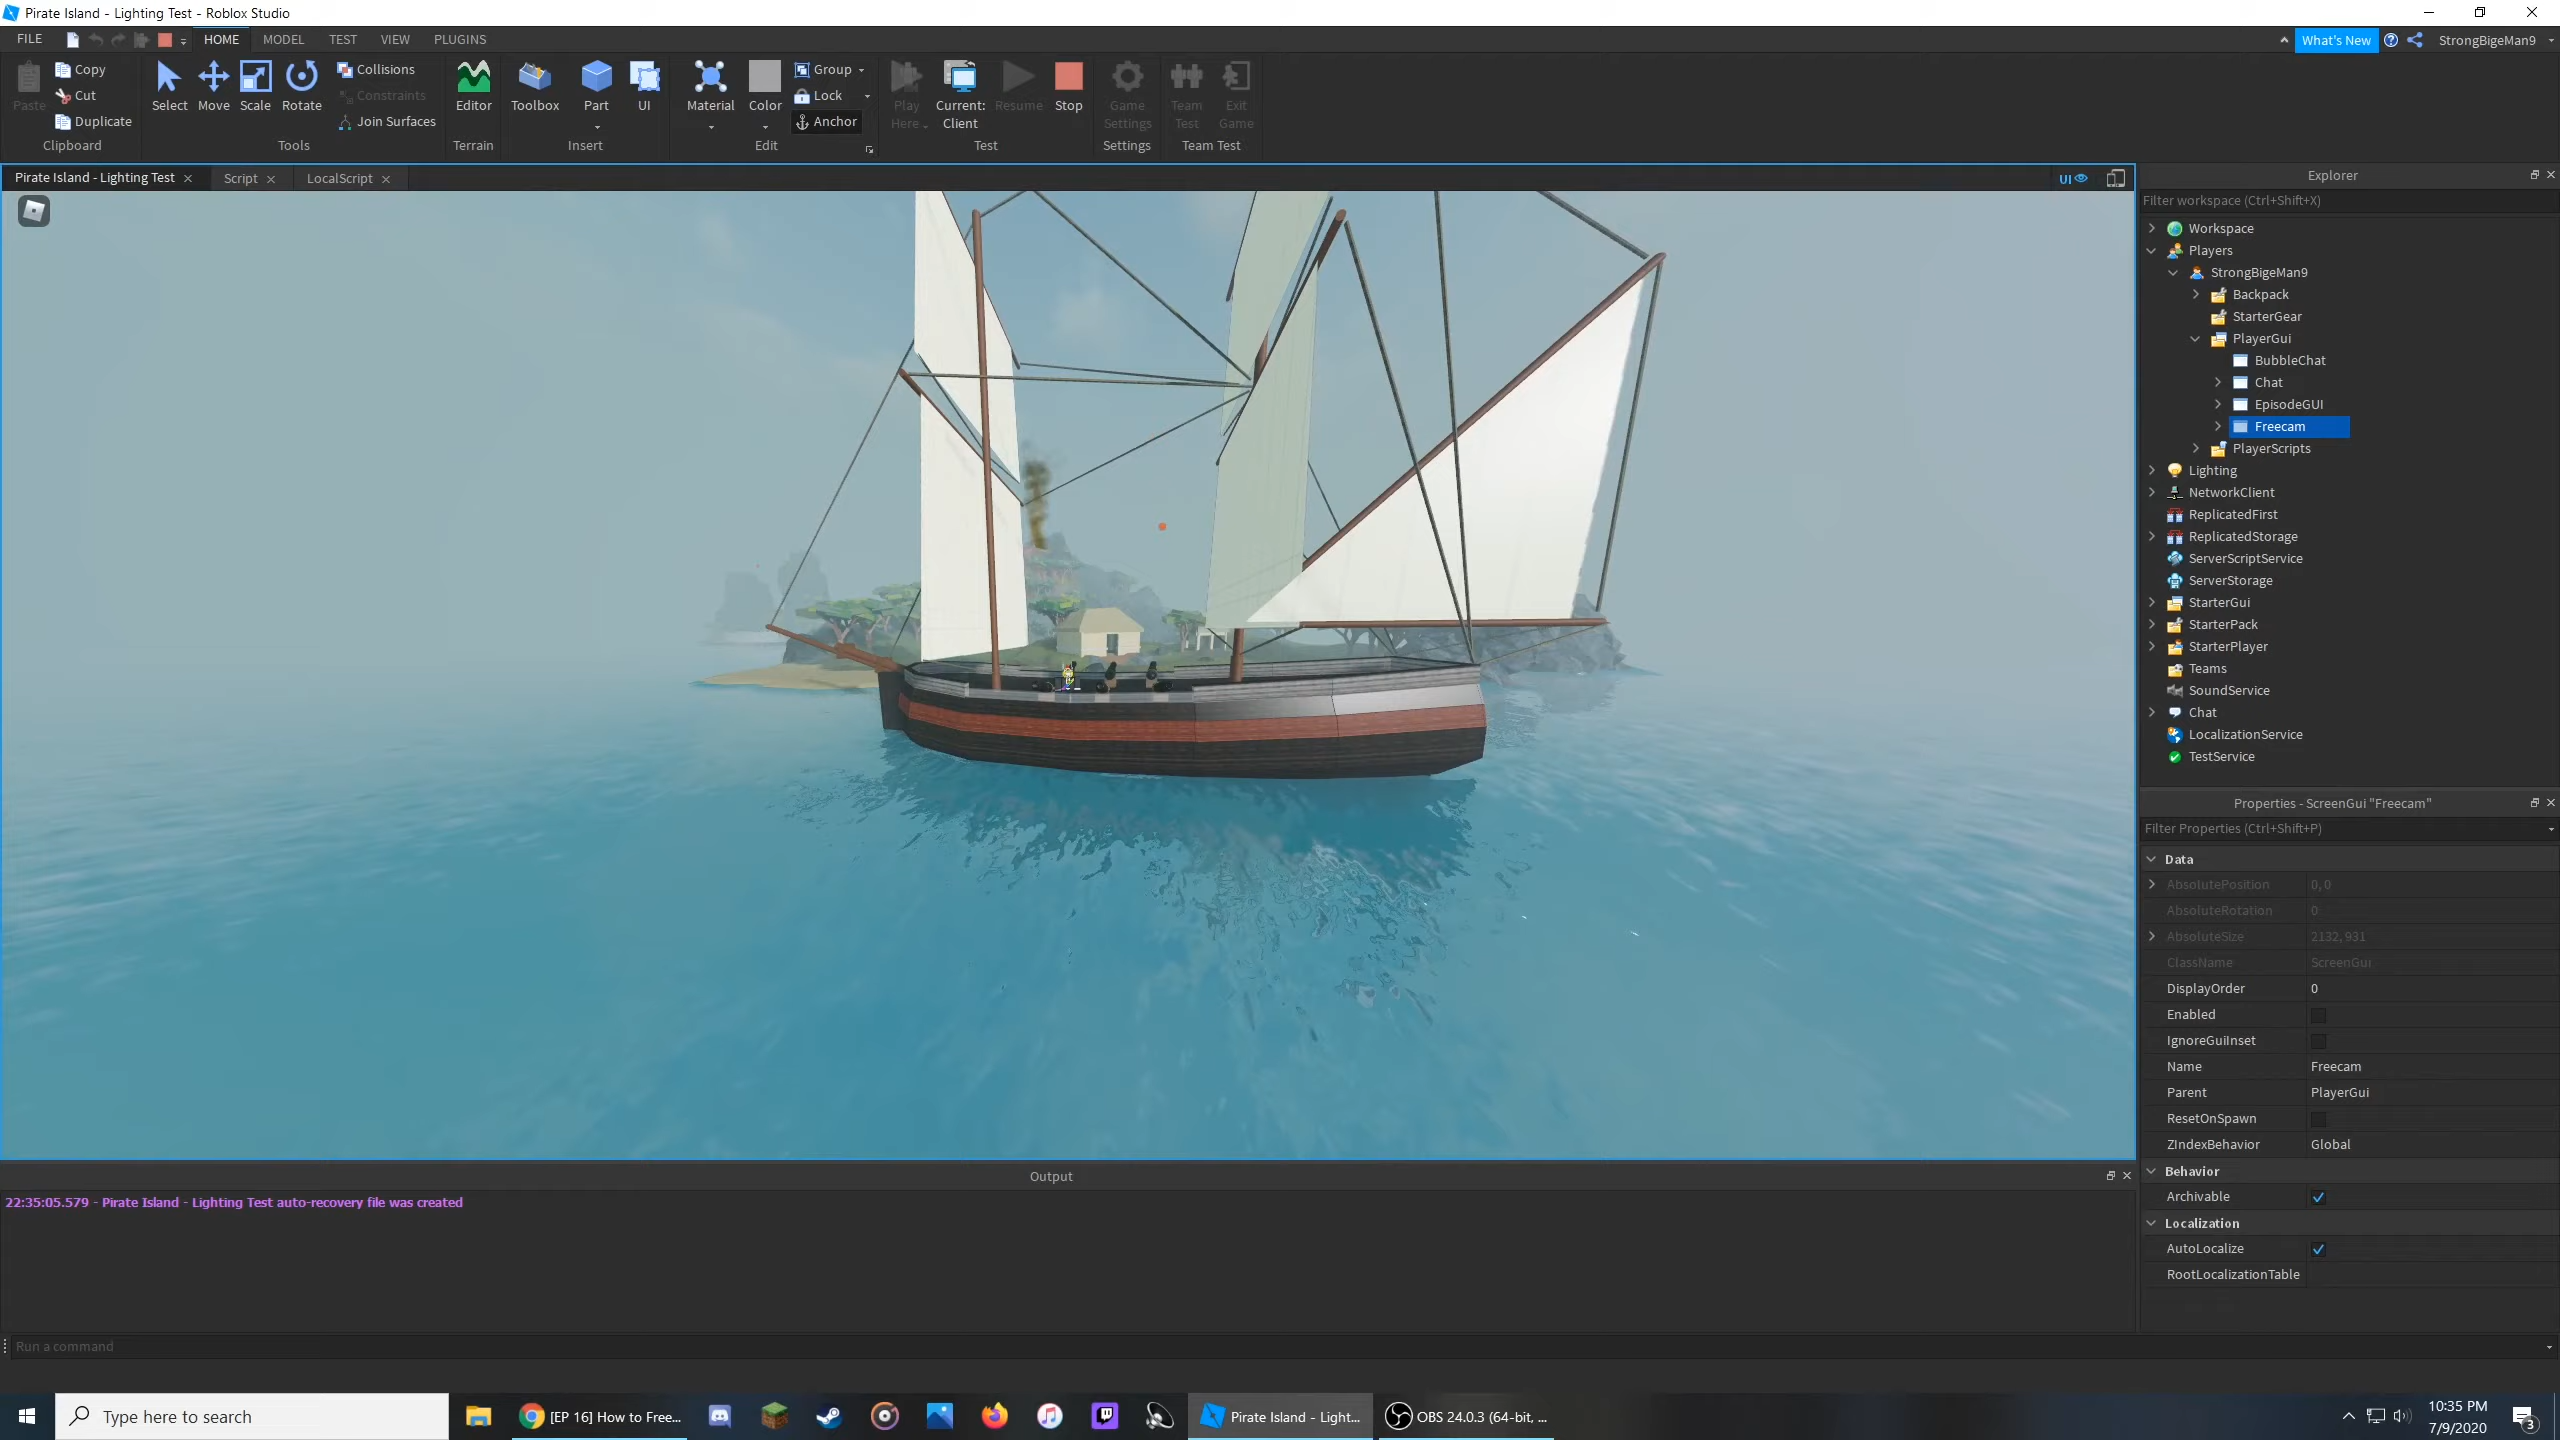 Pirate Island - Lighting Test - Roblox Studio
FILE HOME MODEL TEST VIEW PLUGINS What's New StrongBigeMan9
Paste Copy Cut Duplicate
Clipboard
Select Move Scale Rotate Collisions Constraints Join Surfaces
Tools
Editor
Terrain
Toolbox Part UI
Insert
Material Color Group Lock Anchor
Edit
Play Here Current: Client Resume Stop
Test
Game Settings
Settings
Team Test Exit Game
Team Test
Pirate Island - Lighting Test Script LocalScript UI
Explorer
Filter workspace (Ctrl+Shift+X)
Workspace
Players
StrongBigeMan9
Backpack
StarterGear
PlayerGui
BubbleChat
Chat
EpisodeGUI
Freecam
PlayerScripts
Lighting
NetworkClient
ReplicatedFirst
ReplicatedStorage
ServerScriptService
ServerStorage
StarterGui
StarterPack
StarterPlayer
Teams
SoundService
Chat
LocalizationService
TestService
Properties - ScreenGui "Freecam"
Filter Properties (Ctrl+Shift+P)
Data
AbsolutePosition 0, 0
AbsoluteRotation 0
AbsoluteSize 2132, 931
ClassName ScreenGui
DisplayOrder 0
Enabled
IgnoreGuiInset
Name Freecam
Parent PlayerGui
ResetOnSpawn
ZIndexBehavior Global
Behavior
Archivable
Localization
AutoLocalize
RootLocalizationTable
Output
22:35:05.579 - Pirate Island - Lighting Test auto-recovery file was created
Run a command
Type here to search
[EP 16] How to Free...
Pirate Island - Light...
OBS 24.0.3 (64-bit, ...
10:35 PM
7/9/2020
3